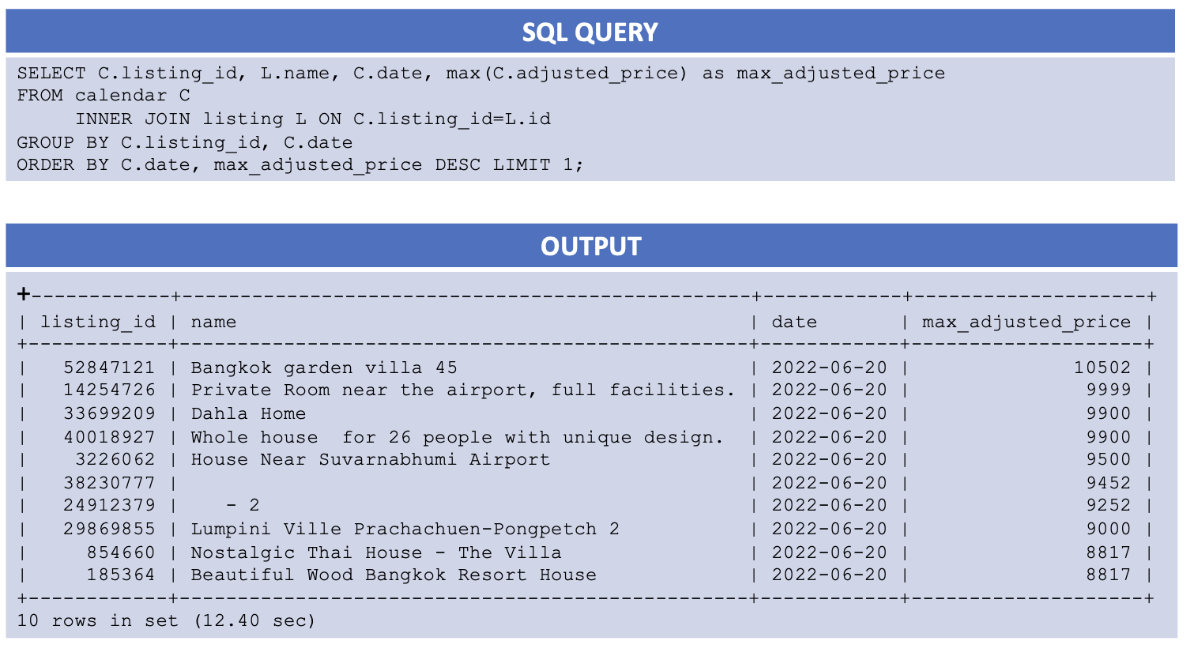 SQL QUERY
SELECT C.listing_id, L.name, C.date, max(C.adjusted_price) as max_adjusted_price
FROM calendar C
     INNER JOIN listing L ON C.listing_id=L.id
GROUP BY C.listing_id, C.date
ORDER BY C.date, max_adjusted_price DESC LIMIT 1;
OUTPUT
+------------+-------------------------------------------------+------------+--------------------+
| listing_id | name                                            | date       | max_adjusted_price |
+------------+-------------------------------------------------+------------+--------------------+
|   52847121 | Bangkok garden villa 45                         | 2022-06-20 |              10502 |
|   14254726 | Private Room near the airport, full facilities. | 2022-06-20 |               9999 |
|   33699209 | Dahla Home                                      | 2022-06-20 |               9900 |
|   40018927 | Whole house  for 26 people with unique design.  | 2022-06-20 |               9900 |
|    3226062 | House Near Suvarnabhumi Airport                 | 2022-06-20 |               9500 |
|   38230777 |                                                 | 2022-06-20 |               9452 |
|   24912379 |    - 2                                          | 2022-06-20 |               9252 |
|   29869855 | Lumpini Ville Prachachuen-Pongpetch 2           | 2022-06-20 |               9000 |
|     854660 | Nostalgic Thai House - The Villa                | 2022-06-20 |               8817 |
|     185364 | Beautiful Wood Bangkok Resort House             | 2022-06-20 |               8817 |
+------------+-------------------------------------------------+------------+--------------------+
10 rows in set (12.40 sec)